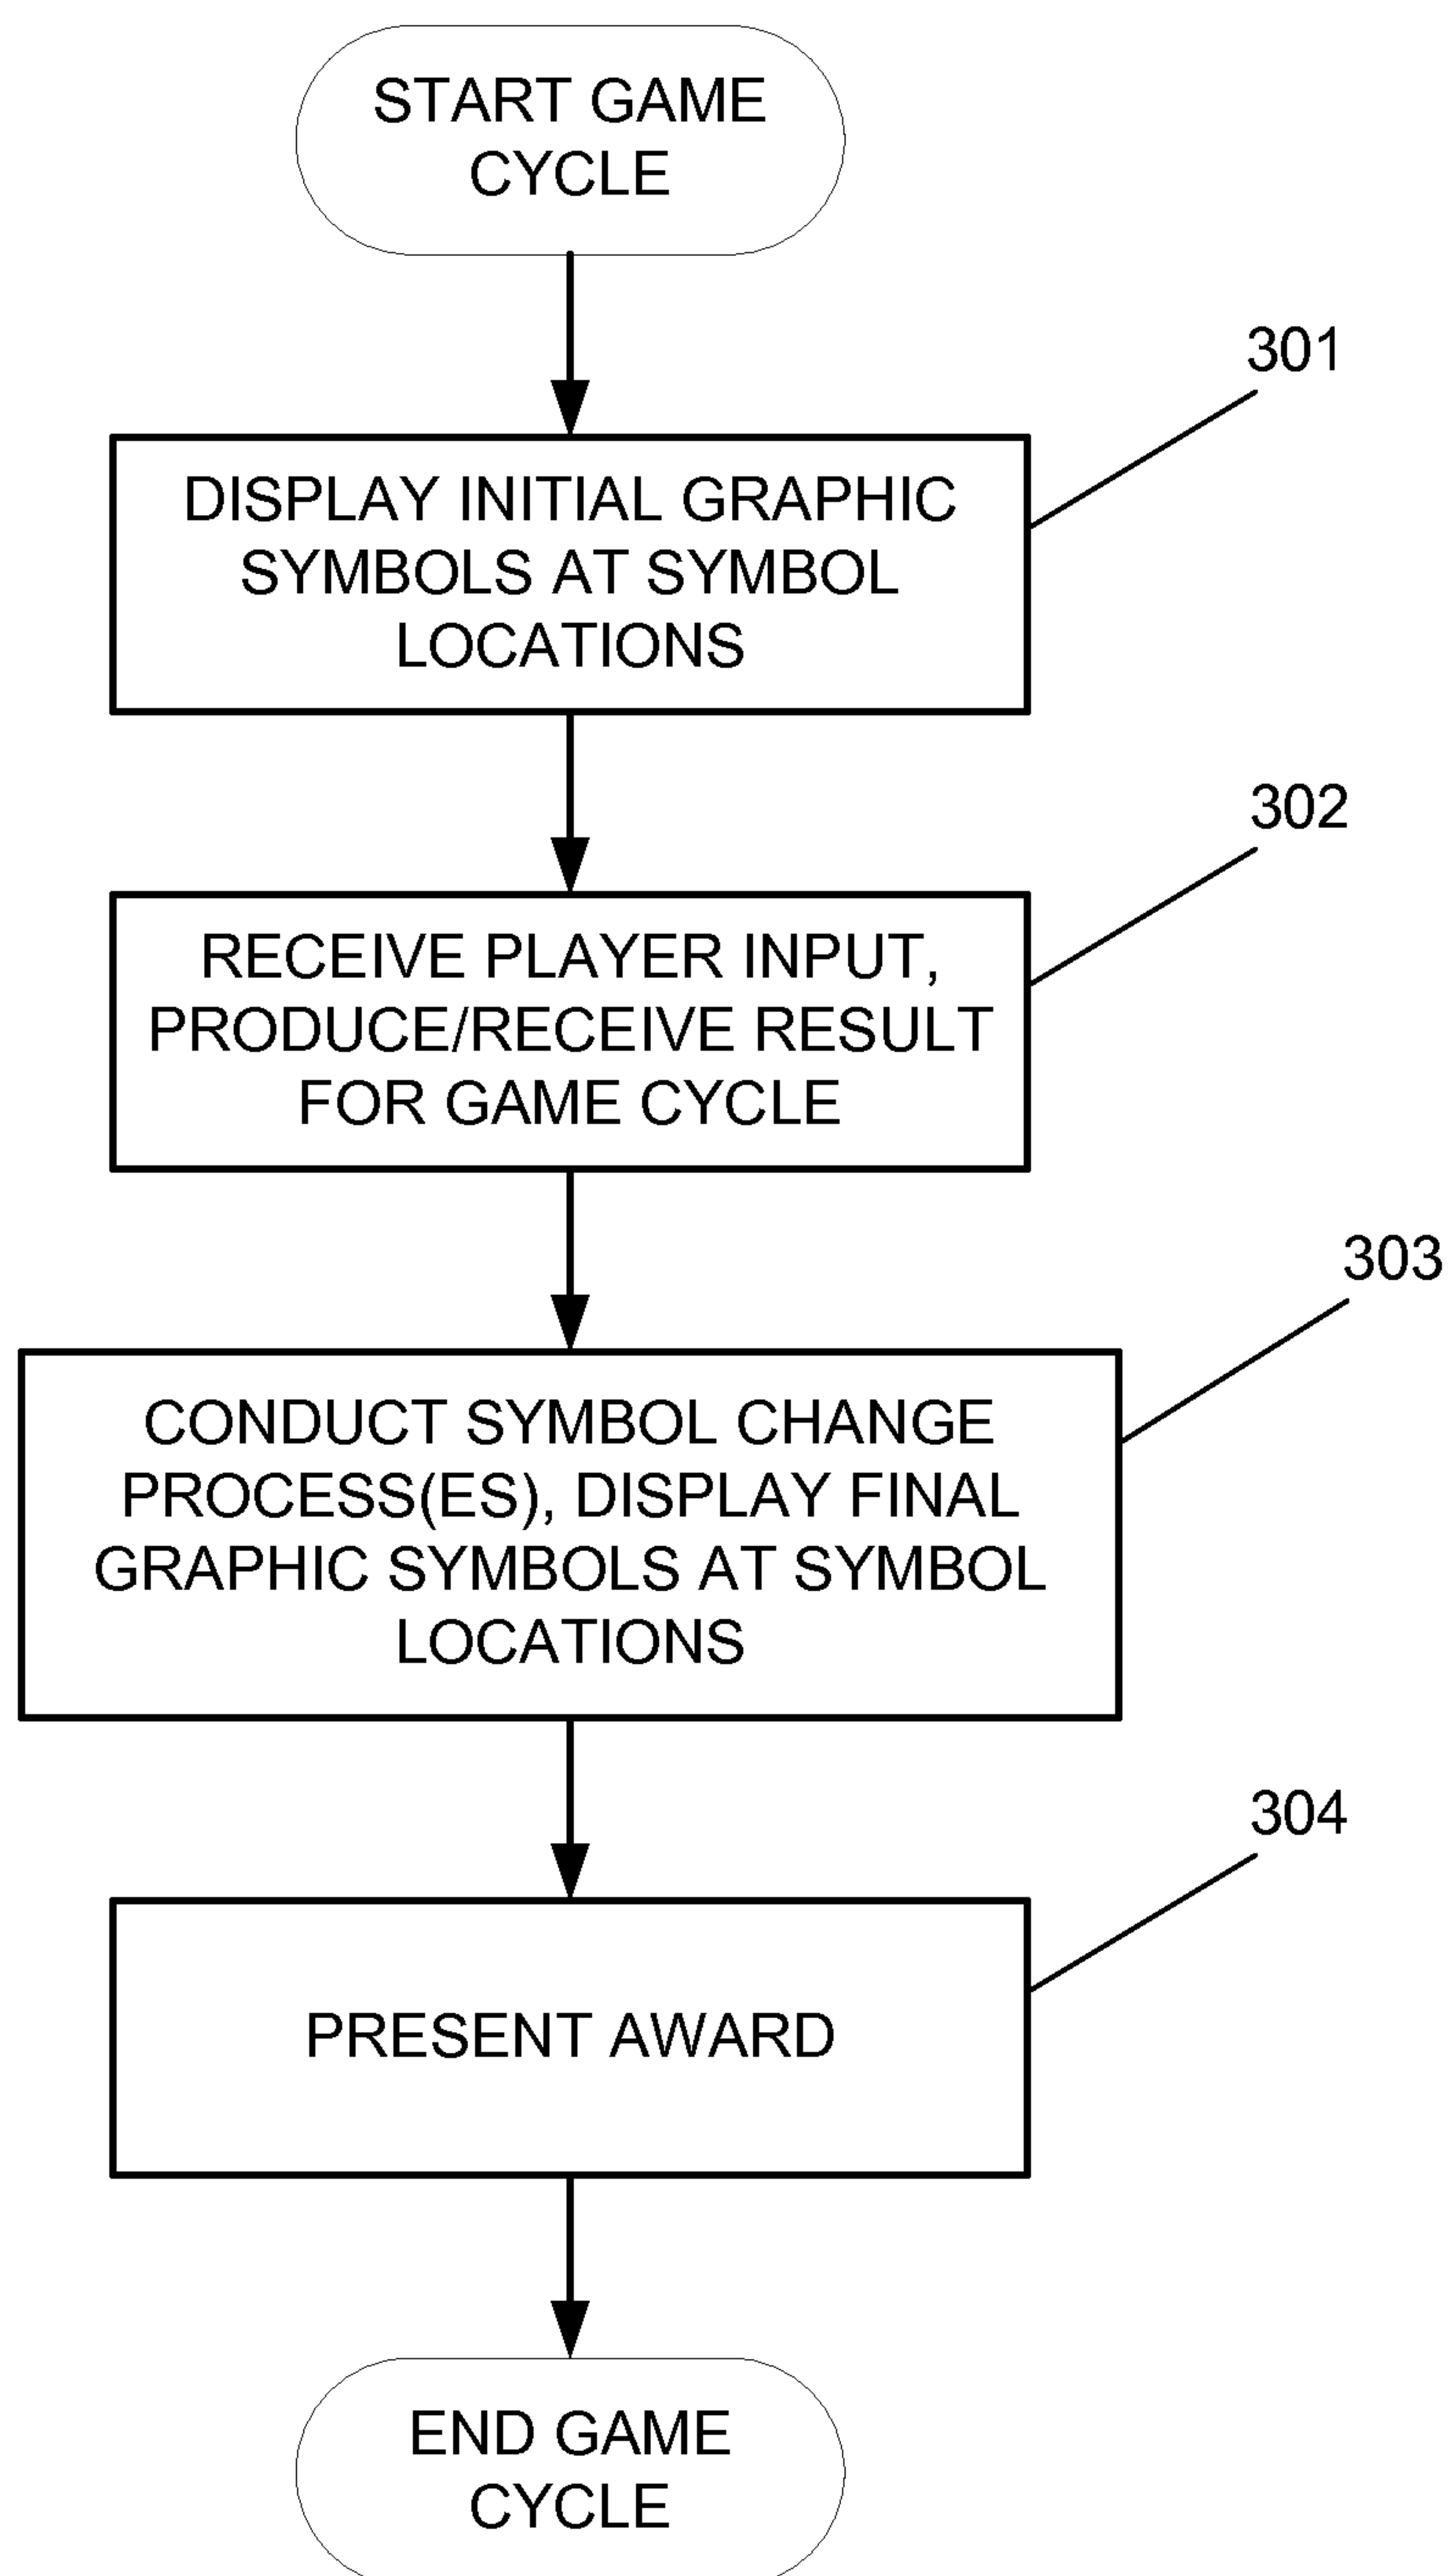 START GAME
CYCLE
301
DISPLAY INITIAL GRAPHIC
SYMBOLS AT SYMBOL
LOCATIONS
302
RECEIVE PLAYER INPUT,
PRODUCE/RECEIVE RESULT
FOR GAME CYCLE
303
CONDUCT SYMBOL CHANGE
PROCESS(ES), DISPLAY FINAL
GRAPHIC SYMBOLS AT SYMBOL
LOCATIONS
304
PRESENT AWARD
END GAME
CYCLE